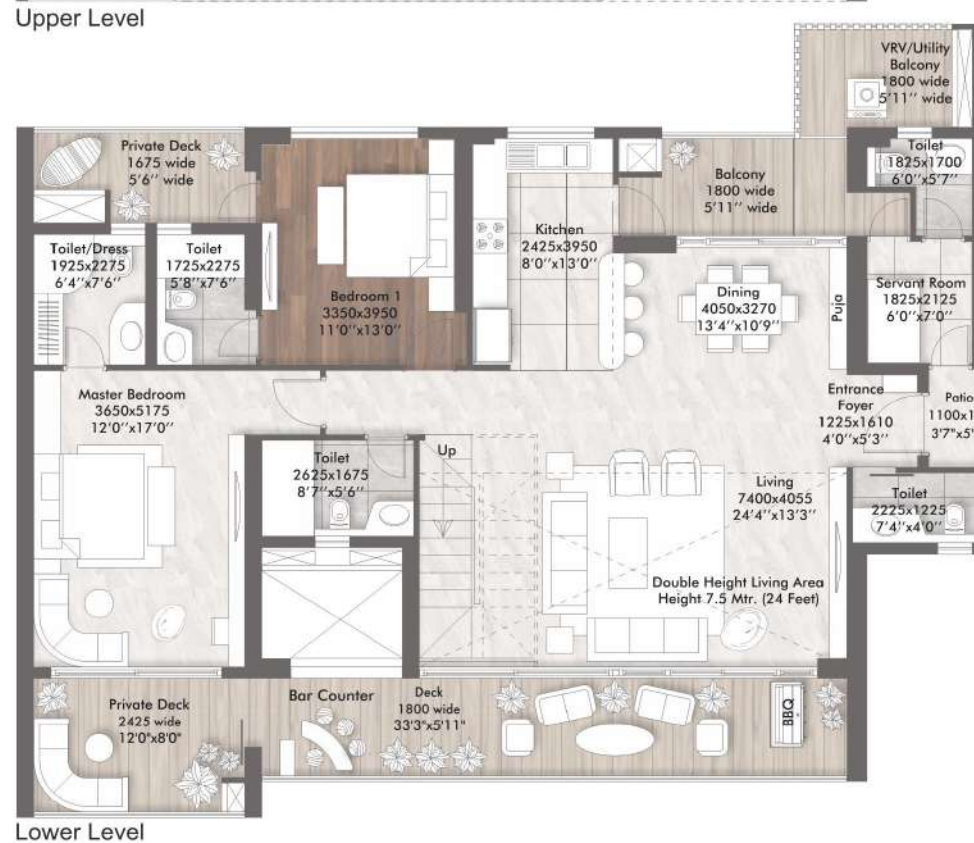 Upper Level
VRV/Utility
Balcony
1800 wide
5'11'' wide
Private Deck
1675 wide
5'6'' wide
Toilet
1825x1700
6'0''x5'7''
Balcony
1800 wide
5'11'' wide
Toilet/Dress
1925x2275
6'4''x7'6''
Toilet
1725x2275
5'8''x7'6''
Kitchen
2425x3950
8'0''x13'0''
Bedroom 1
3350x3950
11'0''x13'0''
Dining
4050x3270
13'4''x10'9''
Puja
Servant Room
1825x2125
6'0''x7'0''
Master Bedroom
3650x5175
12'0''x17'0''
Entrance
Foyer
1225x1610
4'0''x5'3''
Patio
1100x1
3'7"x5'
Toilet
2625x1675
8'7''x5'6''
Up
Living
7400x4055
24'4''x13'3''
Toilet
2225x1225
7'4''x4'0''
Double Height Living Area
Height 7.5 Mtr. (24 Feet)
Private Deck
2425 wide
12'0"x8'0"
Bar Counter
Deck
1800 wide
33'3"x5'11"
BBQ
Lower Level